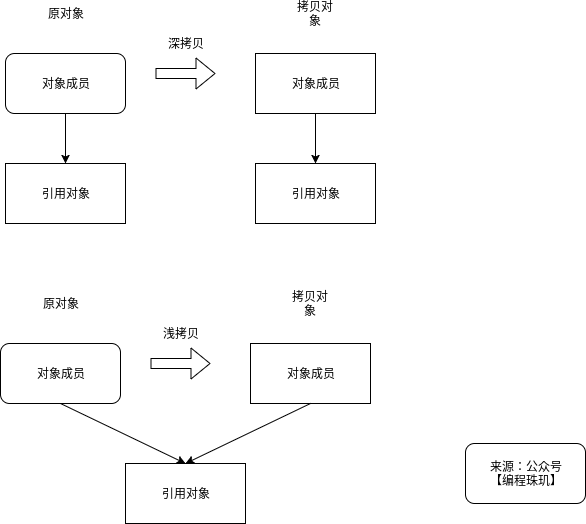 原对象
拷贝对
象
深拷贝
对象成员
对象成员
引用对象
引用对象
原对象
拷贝对
象
浅拷贝
对象成员
对象成员
引用对象
来源：公众号
【编程珠玑】